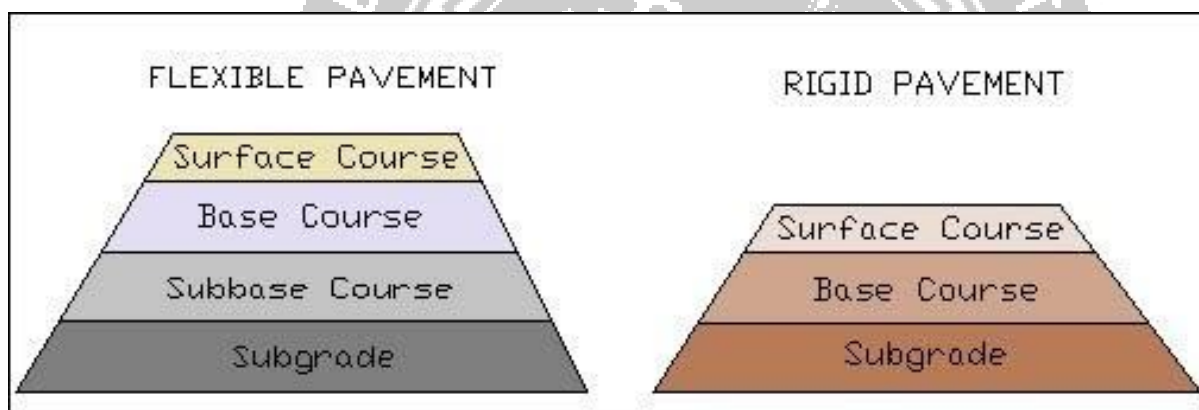 FLEXIBLE PAVEMENT
Surface Course
Base Course
Subbase Course
Subgrade
RIGID PAVEMENT
Surface Course
Base Course
Subgrade